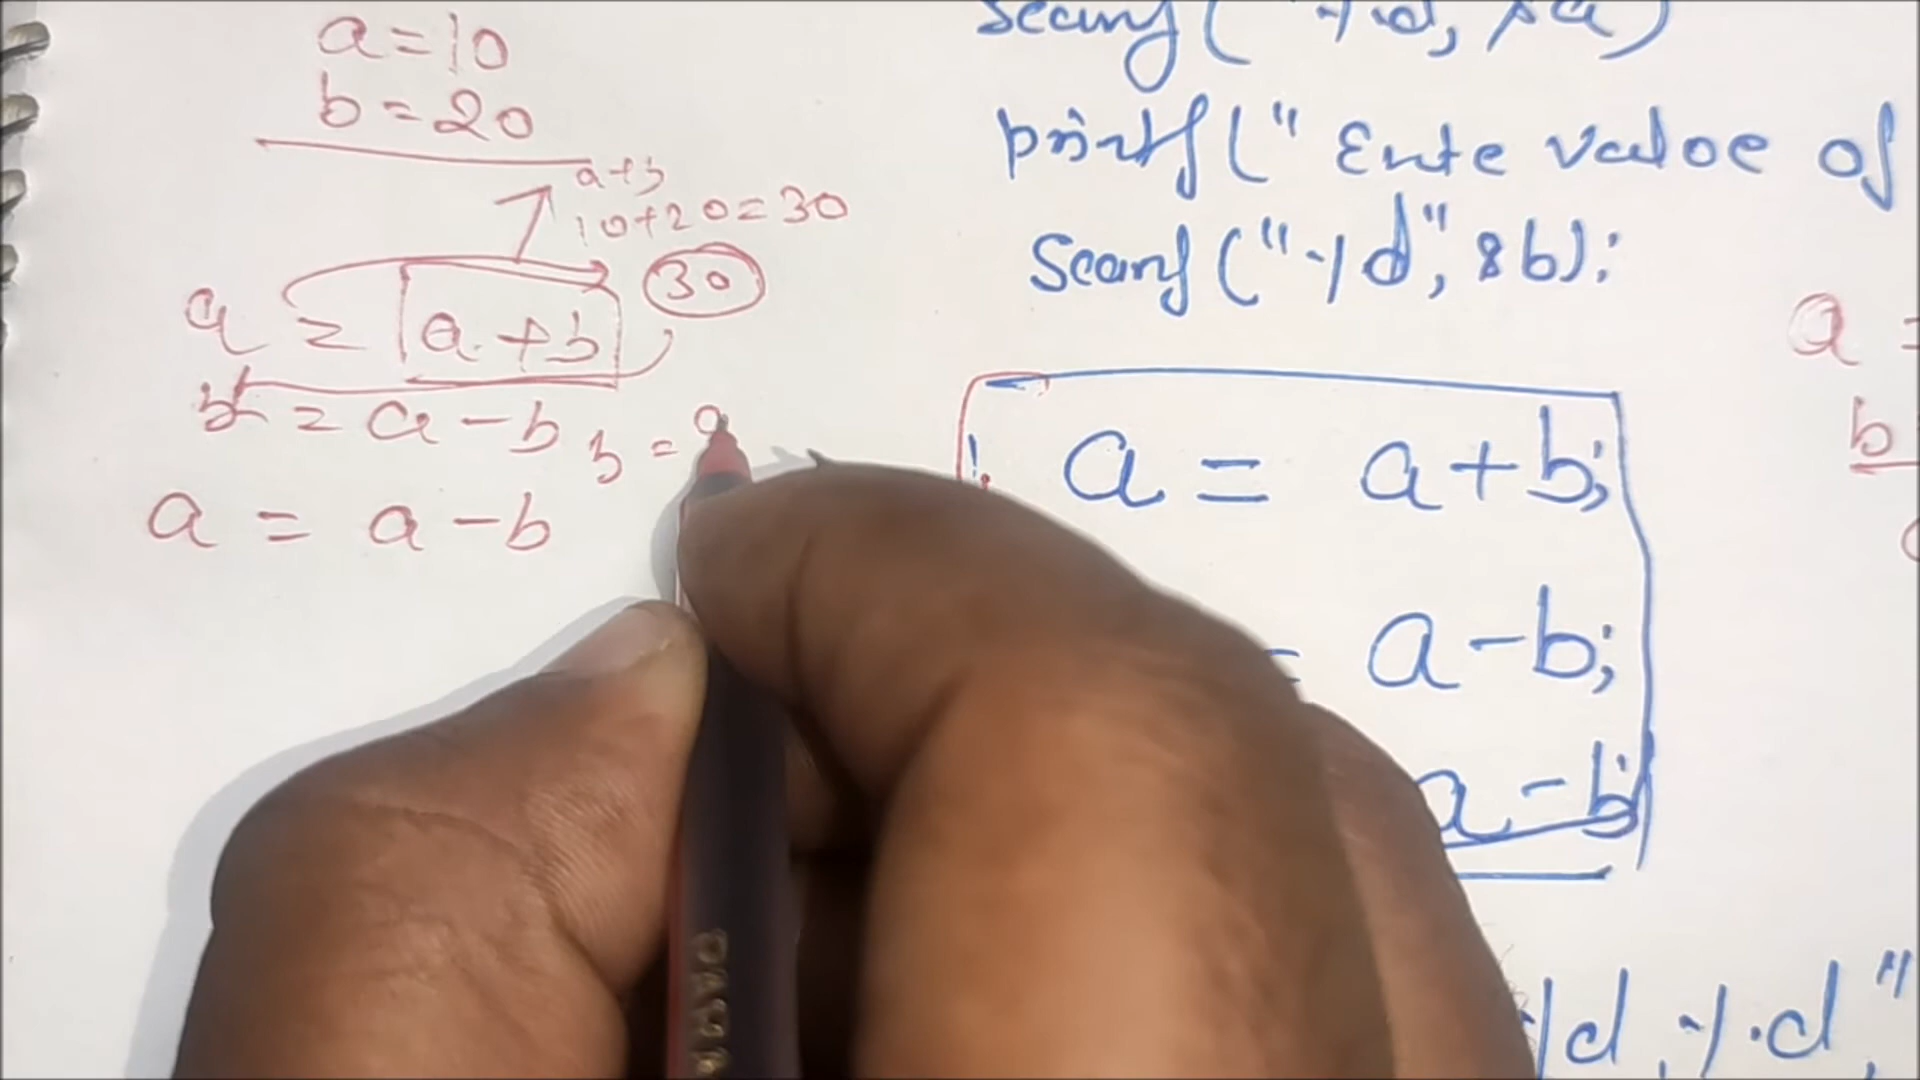 a=10
b=20
a+b
10+20=30
30
a = a+b
b = a-b
b = a
a = a-b
scanf("%d, &a)
printf(" Ente value of
scanf("%d", &b);
a = a+b;
= a-b;
a-b
a =
b
%d, %d,"